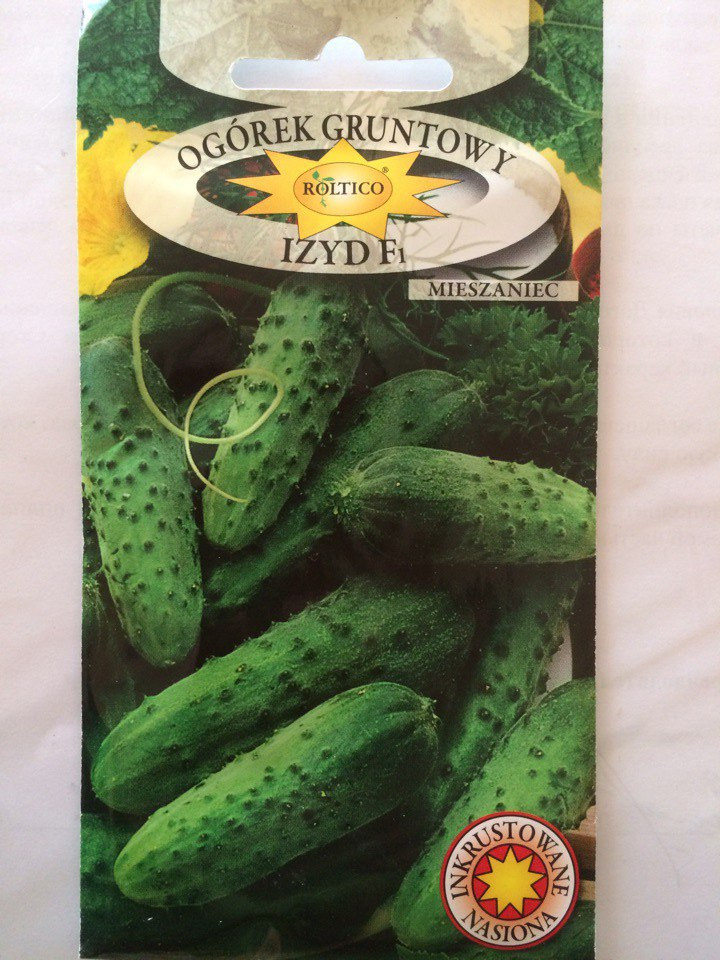 OGÓREK GRUNTOWY
ROLTICO®
IZYD F1
MIESZANIEC
INKRUSTOWANE
NASIONA